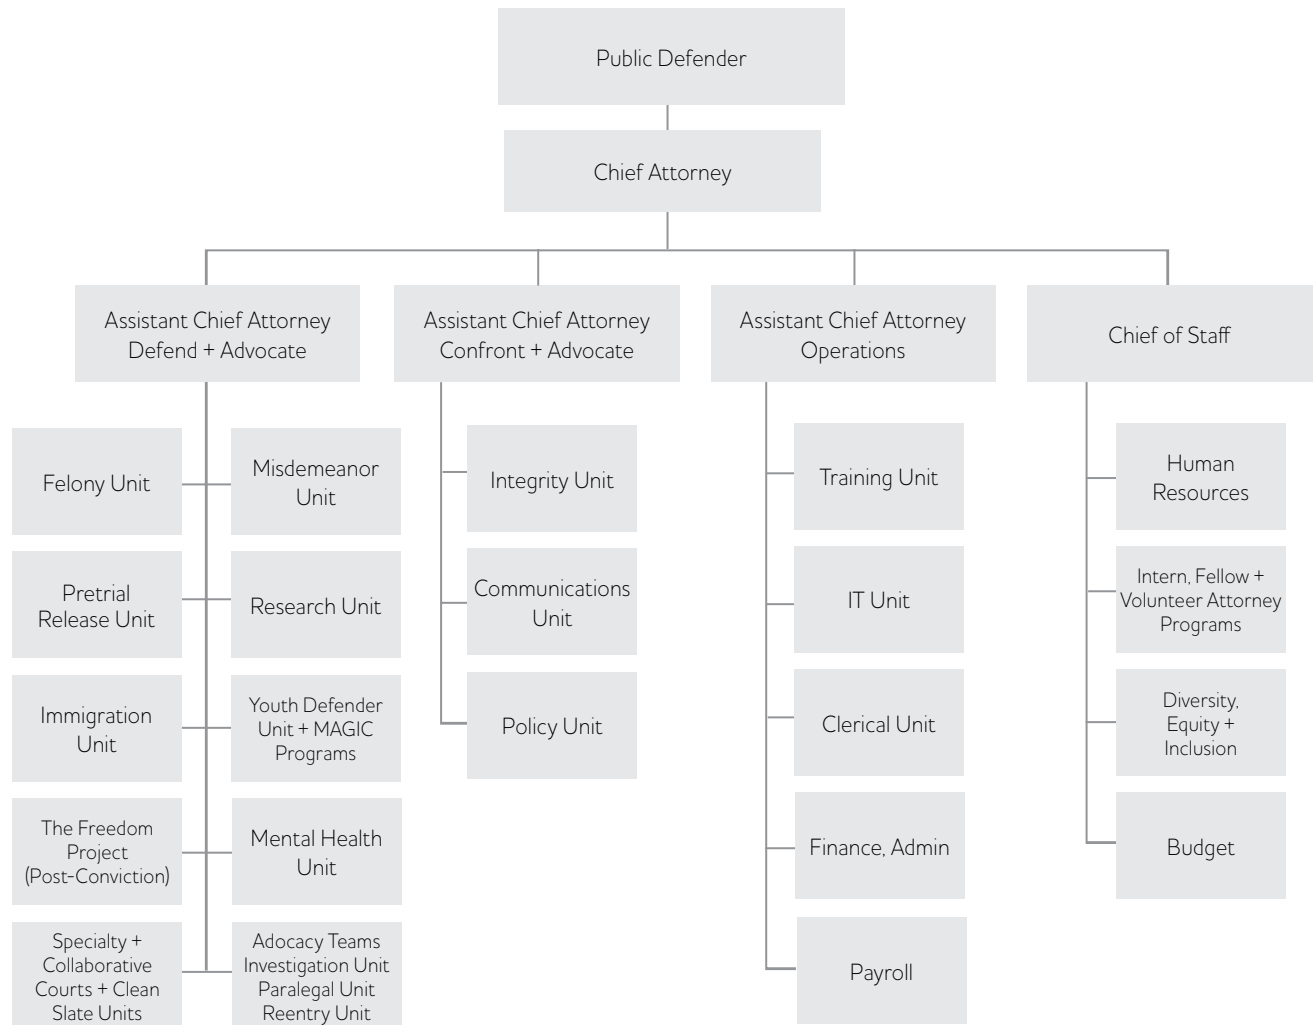 Public Defender
Chief Attorney
Assistant Chief Attorney
Defend + Advocate
Assistant Chief Attorney
Confront + Advocate
Assistant Chief Attorney
Operations
Chief of Staff
Felony Unit
Misdemeanor
Unit
Pretrial
Release Unit
Research Unit
Immigration
Unit
Youth Defender
Unit + MAGIC
Programs
The Freedom
Project
(Post-Conviction)
Mental Health
Unit
Specialty +
Collaborative
Courts + Clean
Slate Units
Adocacy Teams
Investigation Unit
Paralegal Unit
Reentry Unit
Integrity Unit
Communications
Unit
Policy Unit
Training Unit
IT Unit
Clerical Unit
Finance, Admin
Payroll
Human
Resources
Intern, Fellow +
Volunteer Attorney
Programs
Diversity,
Equity +
Inclusion
Budget